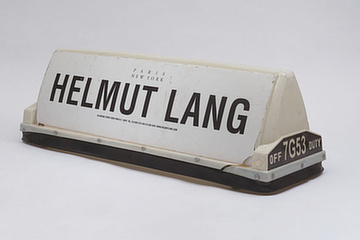 PARIS
NEW YORK
HELMUT LANG
OFF 7G53 DUTY